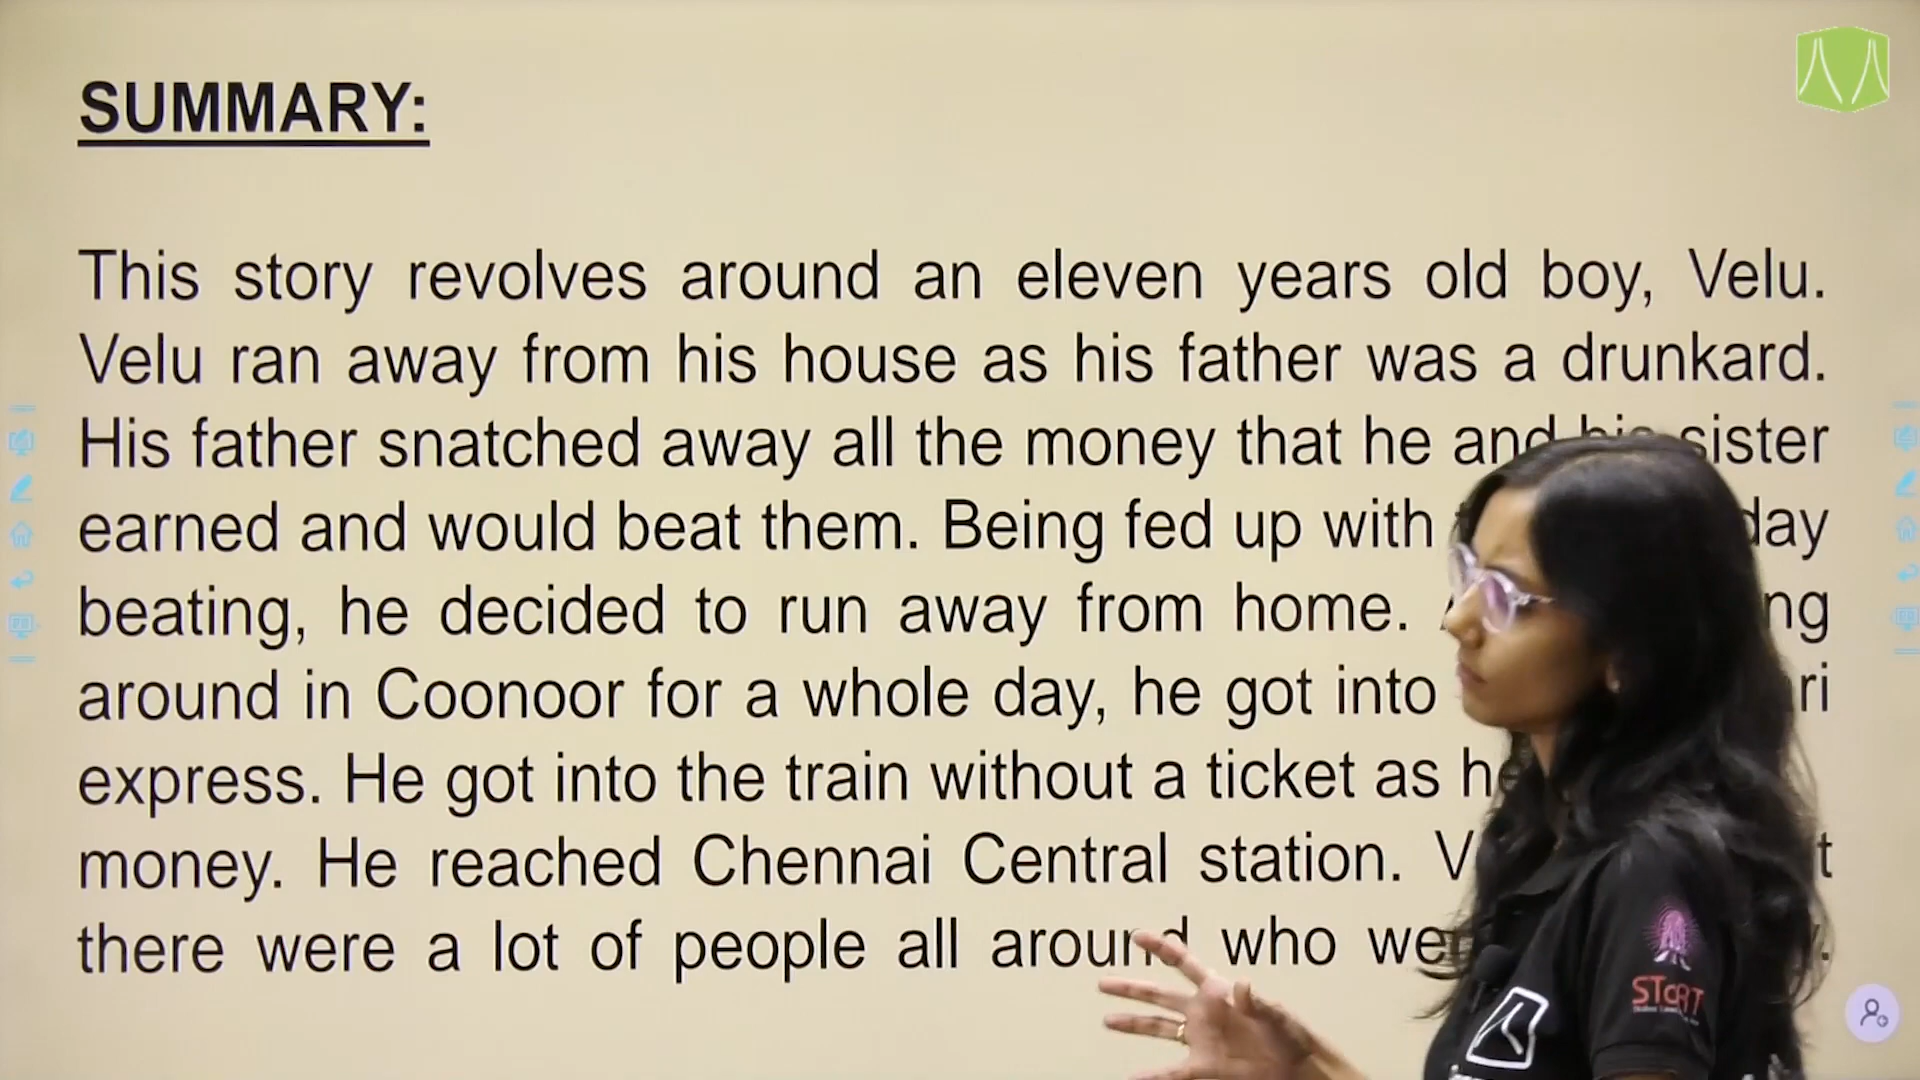 SUMMARY:
This story revolves around an eleven years old boy, Velu.
Velu ran away from his house as his father was a drunkard.
His father snatched away all the money that he and his sister
earned and would beat them. Being fed up with day
beating, he decided to run away from home.
around in Coonoor for a whole day, he got into
express. He got into the train without a ticket as
money. He reached Chennai Central station.
there were a lot of people all around who
START